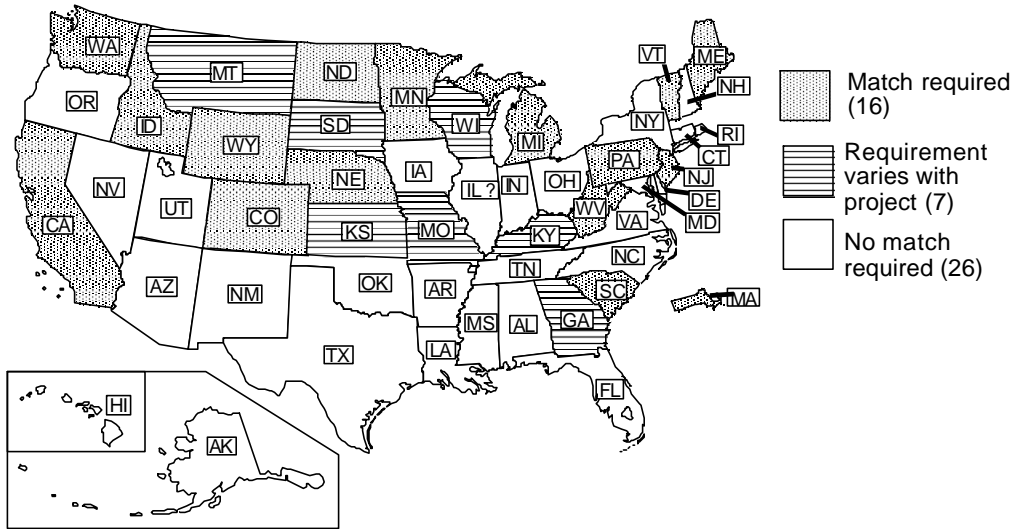 WA
MT
ND
VT
ME
MN
NH
OR
ID
SD
WI
NY
WY
MI
RI
PA
CT
IA
NE
NJ
NV
IL ?
IN
OH
DE
UT
WV
MD
CA
CO
VA
KS
MO
KY
NC
TN
AZ
NM
OK
AR
SC
MA
MS
AL
GA
TX
LA
FL
HI
AK
Match required
(16)
Requirement
varies with
project (7)
No match
required (26)